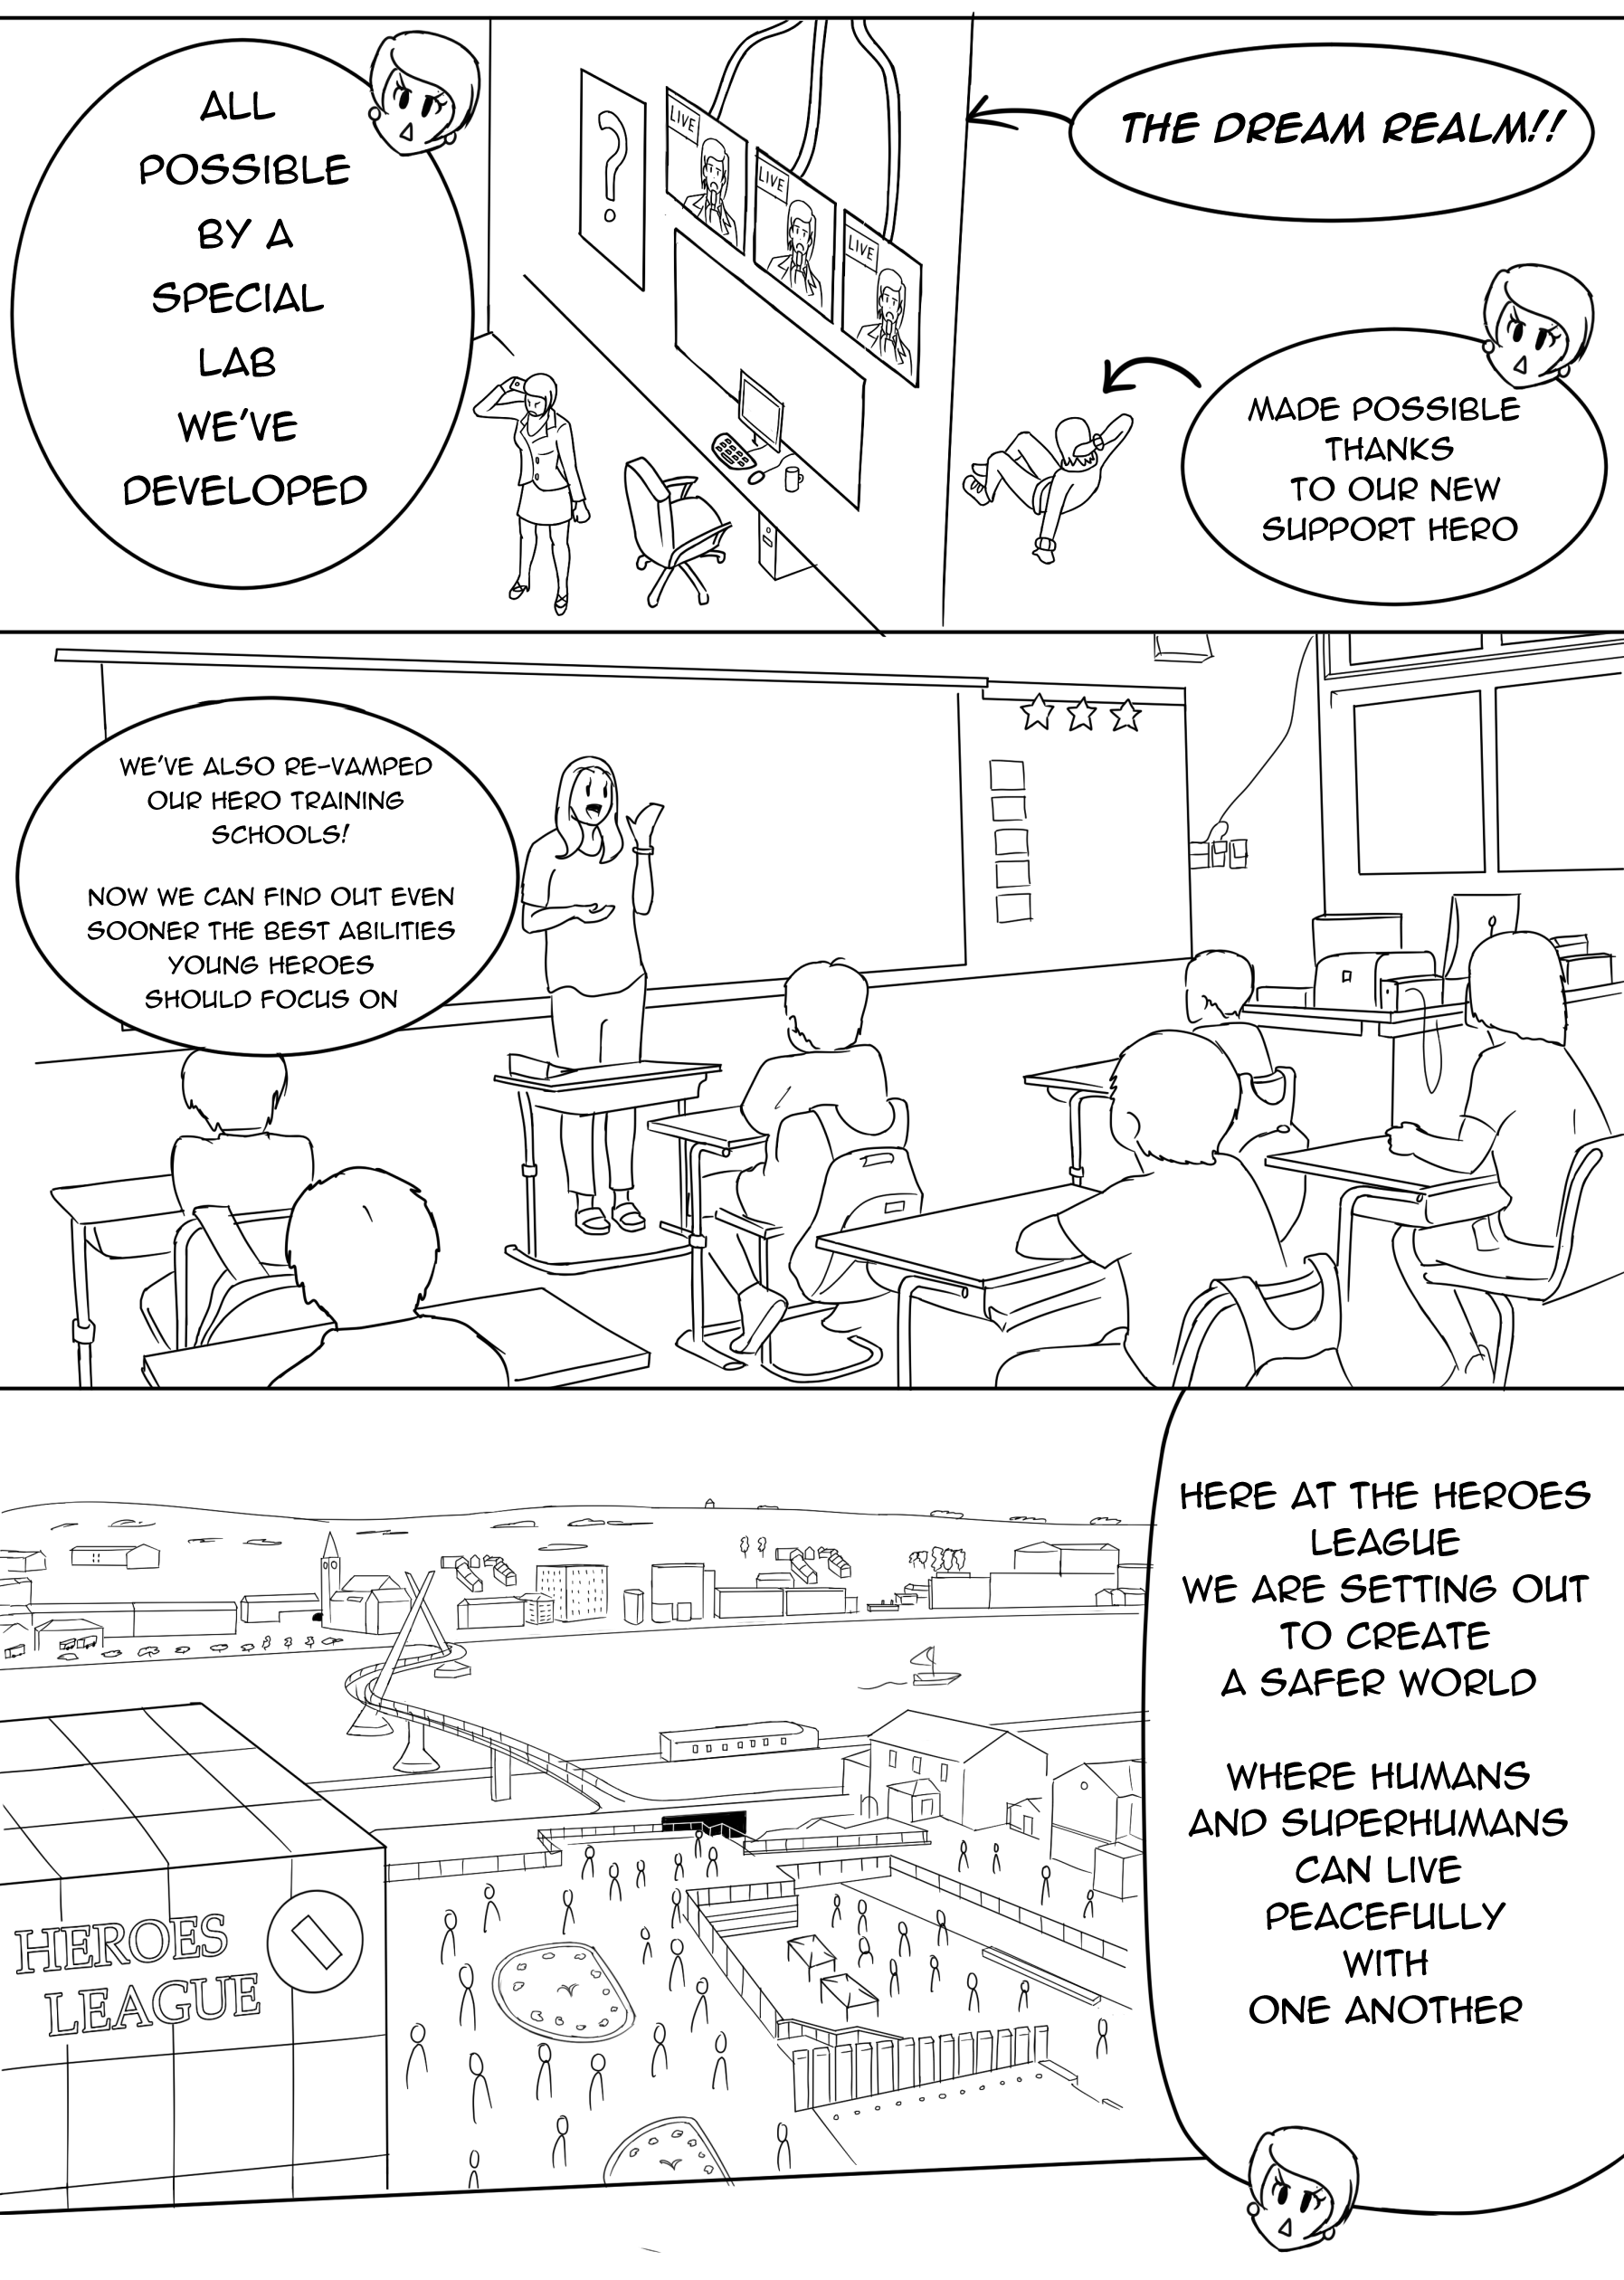 ALL
POSSIBLE
BY A
SPECIAL
LAB
WE'VE
DEVELOPED
?
LIVE
LIVE
LIVE
THE DREAM REALM!!
MADE POSSIBLE
THANKS
TO OUR NEW
SUPPORT HERO
WE'VE ALSO RE-VAMPED
OUR HERO TRAINING
SCHOOLS!
NOW WE CAN FIND OUT EVEN
SOONER THE BEST ABILITIES
YOUNG HEROES
SHOULD FOCUS ON
HERE AT THE HEROES
LEAGUE
WE ARE SETTING OUT
TO CREATE
A SAFER WORLD
WHERE HUMANS
AND SUPERHUMANS
CAN LIVE
PEACEFULLY
WITH
ONE ANOTHER
HEROES
LEAGUE